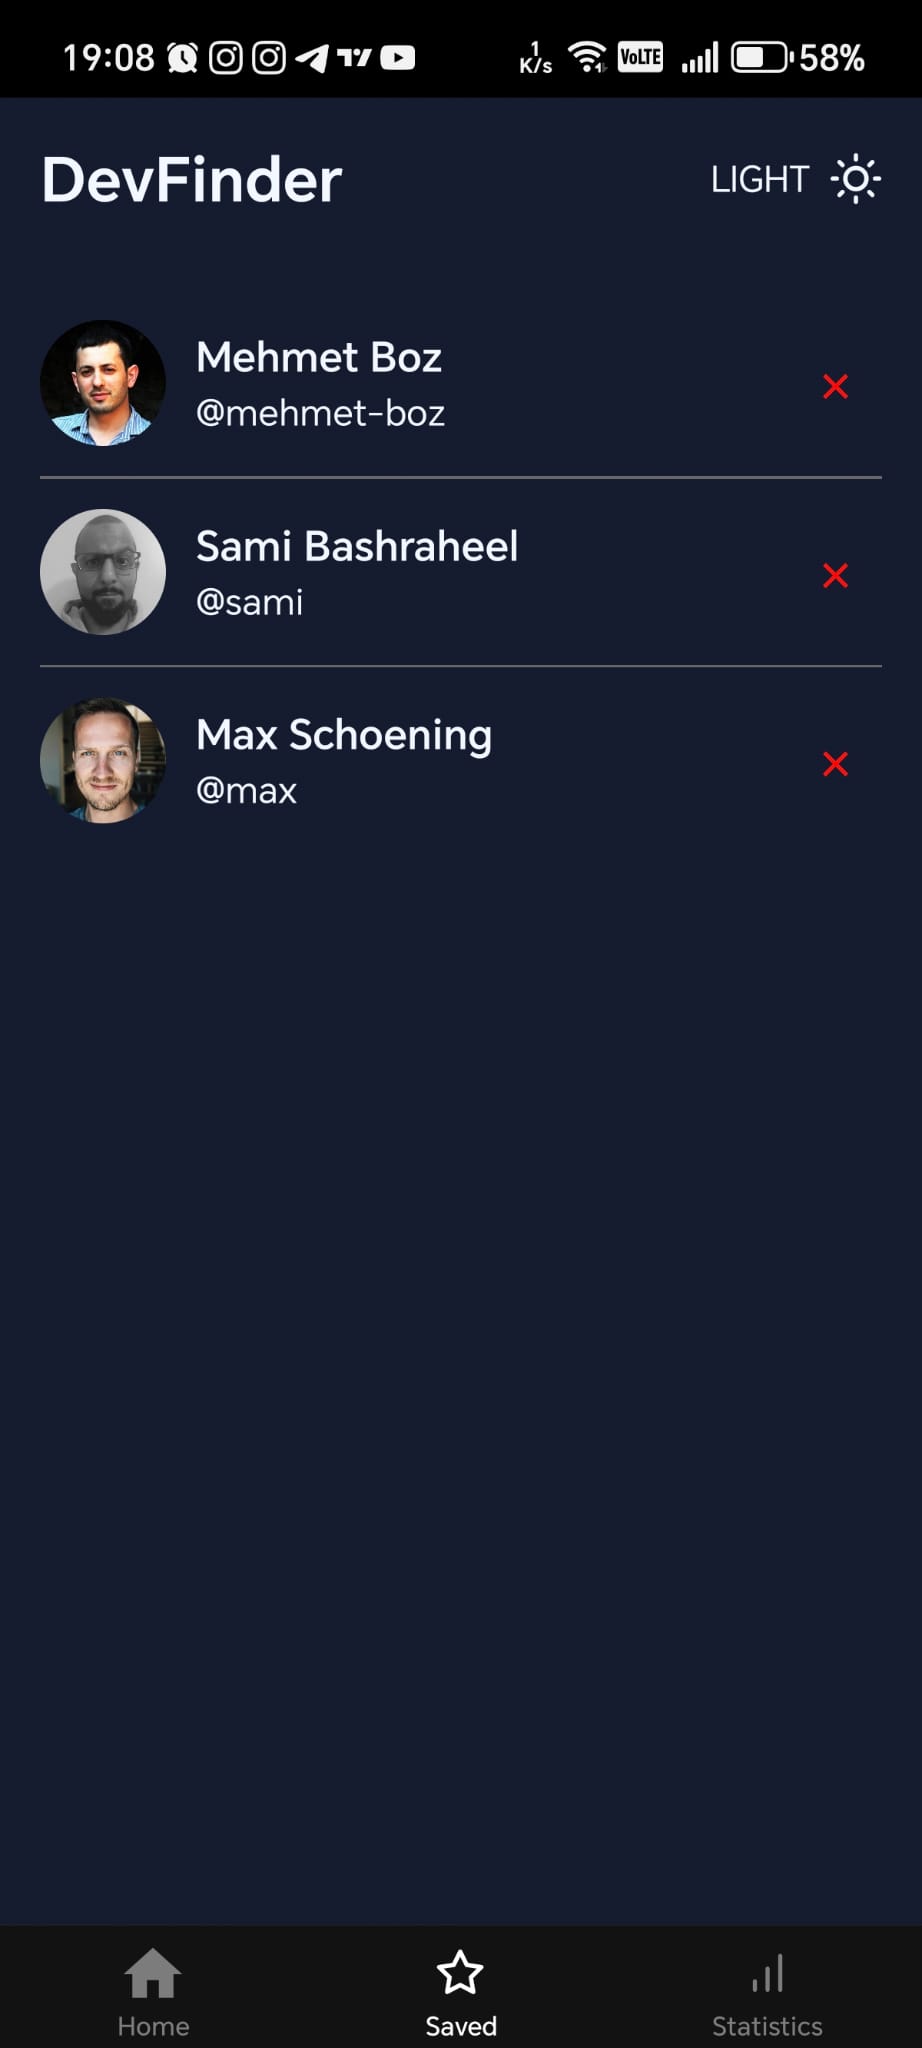 19:08 1 K/s VoLTE 58%
DevFinder LIGHT
Mehmet Boz
@mehmet-boz
Sami Bashraheel
@sami
Max Schoening
@max
Home Saved Statistics